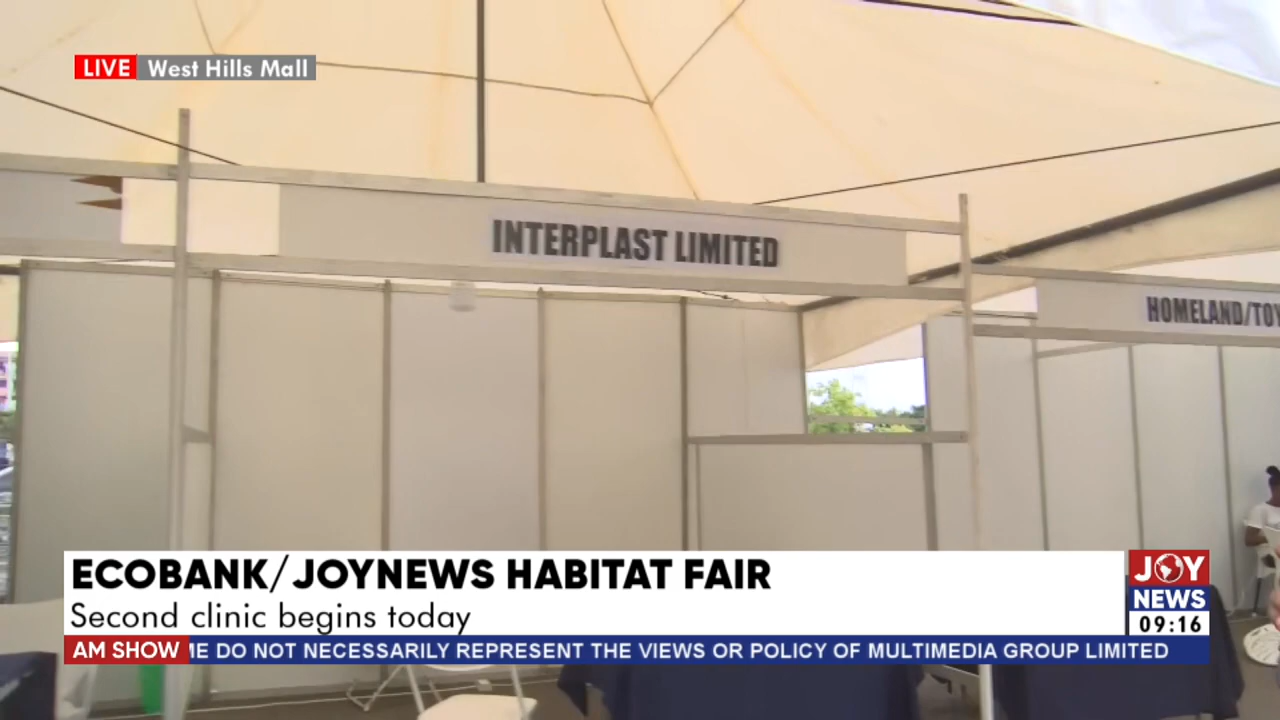 LIVE West Hills Mall
INTERPLAST LIMITED
HOMELAND/TOY
ECOBANK/JOYNEWS HABITAT FAIR
Second clinic begins today
JOY
NEWS
09:16
AM SHOW ME DO NOT NECESSARILY REPRESENT THE VIEWS OR POLICY OF MULTIMEDIA GROUP LIMITED